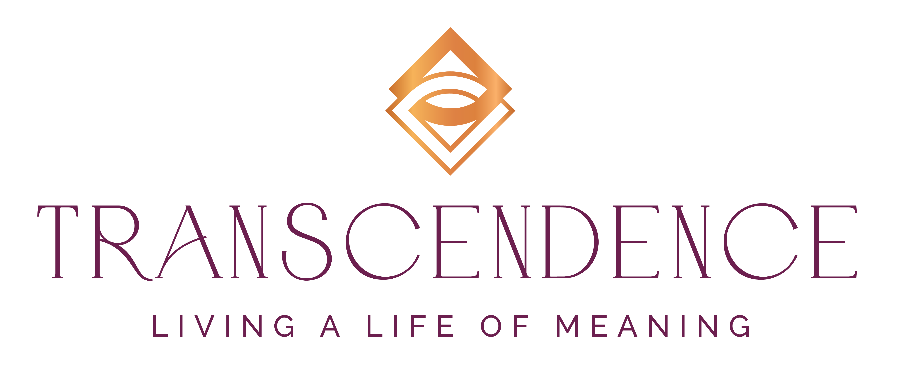 TRANSCENDENCE
LIVING A LIFE OF MEANING